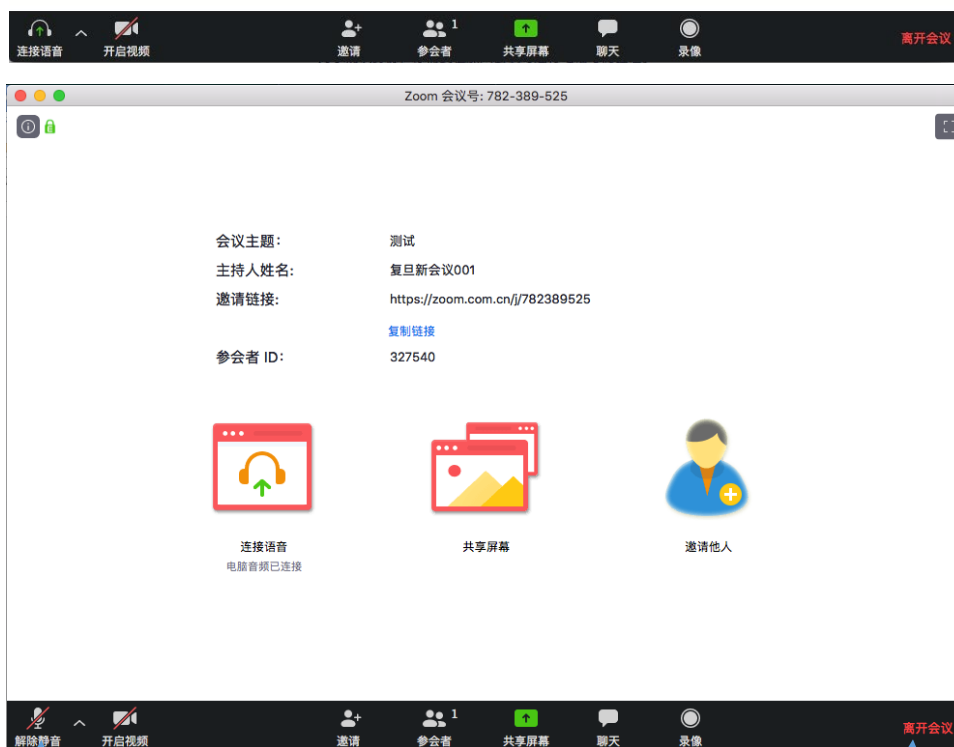 1
连接语音 开启视频 邀请 参会者 共享屏幕 聊天 录像 离开会议
Zoom 会议号: 782-389-525
会议主题: 测试
主持人姓名: 复旦新会议001
邀请链接: https://zoom.com.cn/j/782389525
复制链接
参会者 ID: 327540
连接语音 共享屏幕 邀请他人
电脑音频已连接
1
解除静音 开启视频 邀请 参会者 共享屏幕 聊天 录像 离开会议